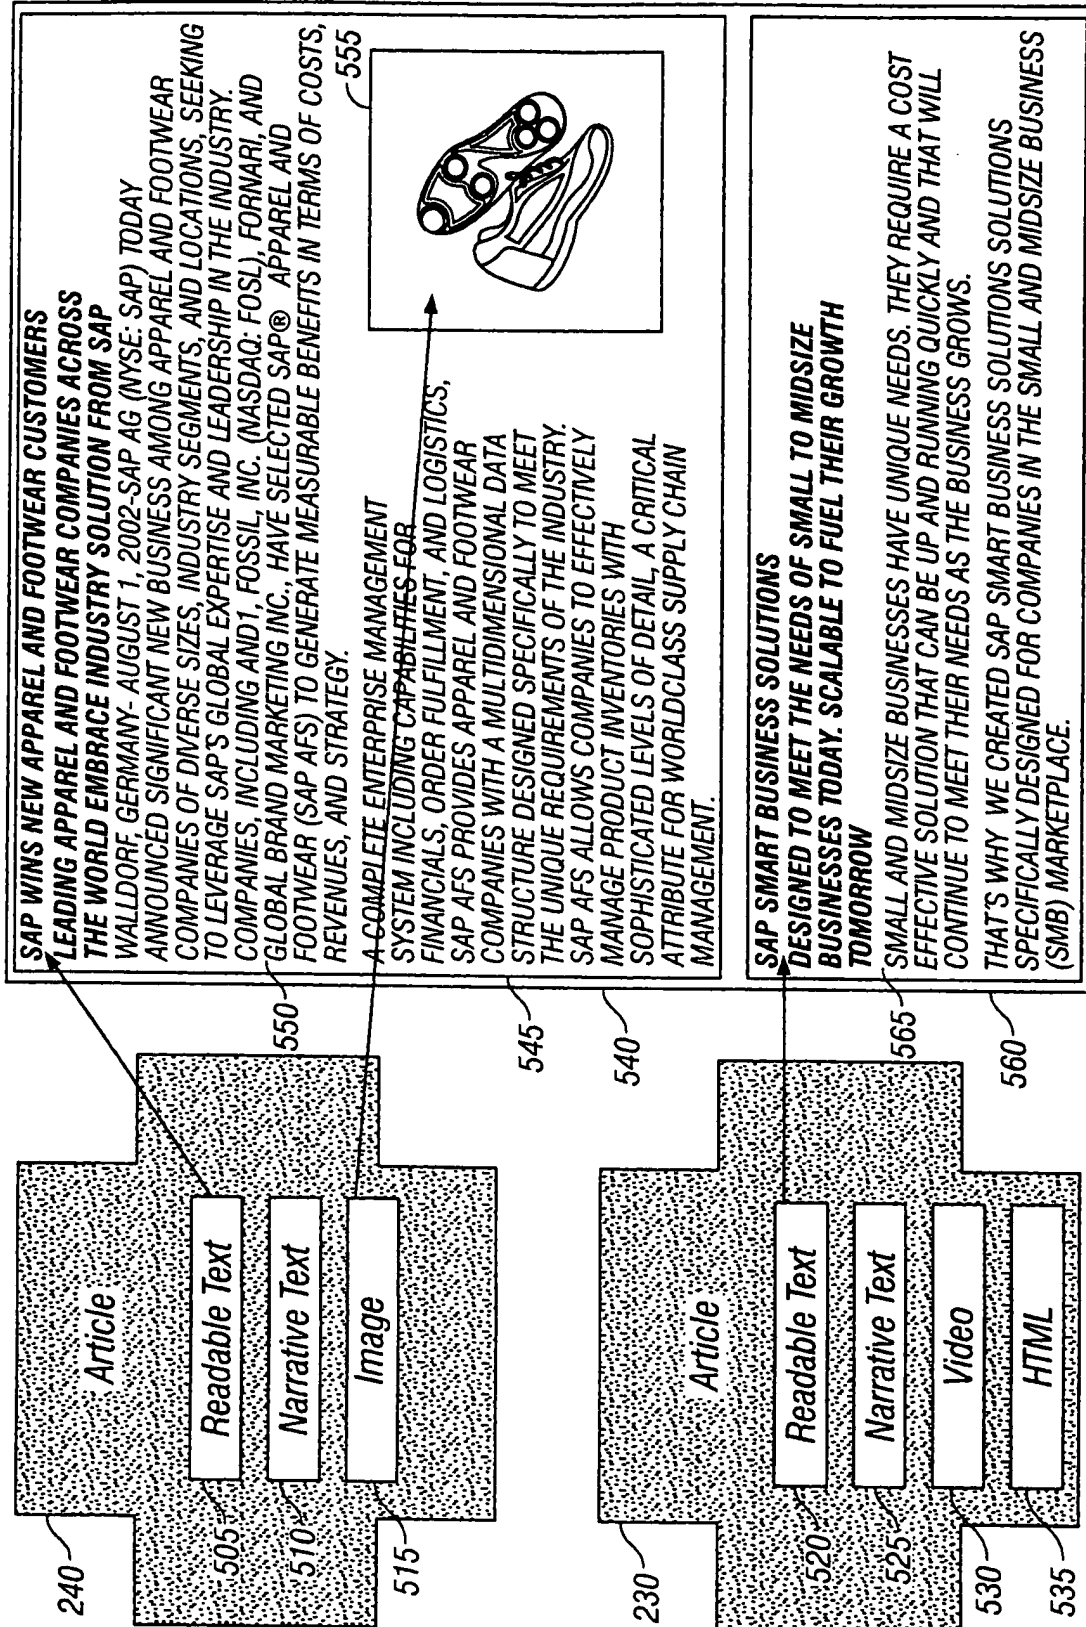 240
Article
505
Readable Text
510
Narrative Text
515
Image
230
Article
520
Readable Text
525
Narrative Text
530
Video
535
HTML
SAP WINS NEW APPAREL AND FOOTWEAR CUSTOMERS
LEADING APPAREL AND FOOTWEAR COMPANIES ACROSS
THE WORLD EMBRACE INDUSTRY SOLUTION FROM SAP
WALLDORF, GERMANY- AUGUST 1, 2002-SAP AG (NYSE: SAP) TODAY
ANNOUNCED SIGNIFICANT NEW BUSINESS AMONG APPAREL AND FOOTWEAR
COMPANIES OF DIVERSE SIZES, INDUSTRY SEGMENTS, AND LOCATIONS, SEEKING
TO LEVERAGE SAP'S GLOBAL EXPERTISE AND LEADERSHIP IN THE INDUSTRY.
COMPANIES, INCLUDING AND1, FOSSIL, INC. (NASDAQ: FOSL), FORNARI, AND
GLOBAL BRAND MARKETING INC., HAVE SELECTED SAP® APPAREL AND
FOOTWEAR (SAP AFS) TO GENERATE MEASURABLE BENEFITS IN TERMS OF COSTS,
REVENUES, AND STRATEGY.
550
555
A COMPLETE ENTERPRISE MANAGEMENT
SYSTEM INCLUDING CAPABILITIES FOR
FINANCIALS, ORDER FULFILLMENT, AND LOGISTICS,
SAP AFS PROVIDES APPAREL AND FOOTWEAR
COMPANIES WITH A MULTIDIMENSIONAL DATA
STRUCTURE DESIGNED SPECIFICALLY TO MEET
THE UNIQUE REQUIREMENTS OF THE INDUSTRY.
SAP AFS ALLOWS COMPANIES TO EFFECTIVELY
MANAGE PRODUCT INVENTORIES WITH
SOPHISTICATED LEVELS OF DETAIL, A CRITICAL
ATTRIBUTE FOR WORLDCLASS SUPPLY CHAIN
MANAGEMENT.
545
540
SAP SMART BUSINESS SOLUTIONS
DESIGNED TO MEET THE NEEDS OF SMALL TO MIDSIZE
BUSINESSES TODAY. SCALABLE TO FUEL THEIR GROWTH
TOMORROW
SMALL AND MIDSIZE BUSINESSES HAVE UNIQUE NEEDS. THEY REQUIRE A COST
EFFECTIVE SOLUTION THAT CAN BE UP AND RUNNING QUICKLY AND THAT WILL
CONTINUE TO MEET THEIR NEEDS AS THE BUSINESS GROWS.
THAT'S WHY WE CREATED SAP SMART BUSINESS SOLUTIONS SOLUTIONS
SPECIFICALLY DESIGNED FOR COMPANIES IN THE SMALL AND MIDSIZE BUSINESS
(SMB) MARKETPLACE.
565
560